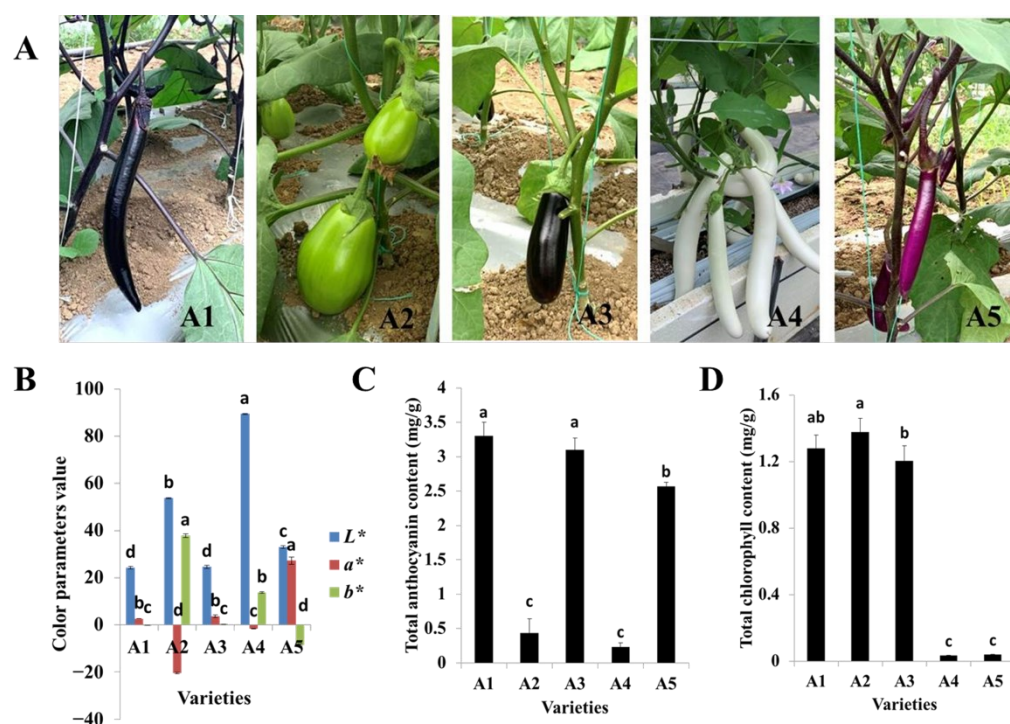 A
A1
A2
A3
A4
A5
B
100
80
60
40
20
0
−20
−40
Color parameters value
d
b c
b
d
a
d
b c
a
c
b
c
a
d
A1
A2
A3
A4
A5
Varieties
L*
a*
b*
C
4
3.5
3
2.5
2
1.5
1
0.5
0
Total anthocyanin content (mg/g)
a
c
a
c
b
A1
A2
A3
A4
A5
Varieties
D
1.6
1.2
0.8
0.4
0
Total chlorophyll content (mg/g)
ab
a
b
c
c
A1
A2
A3
A4
A5
Varieties